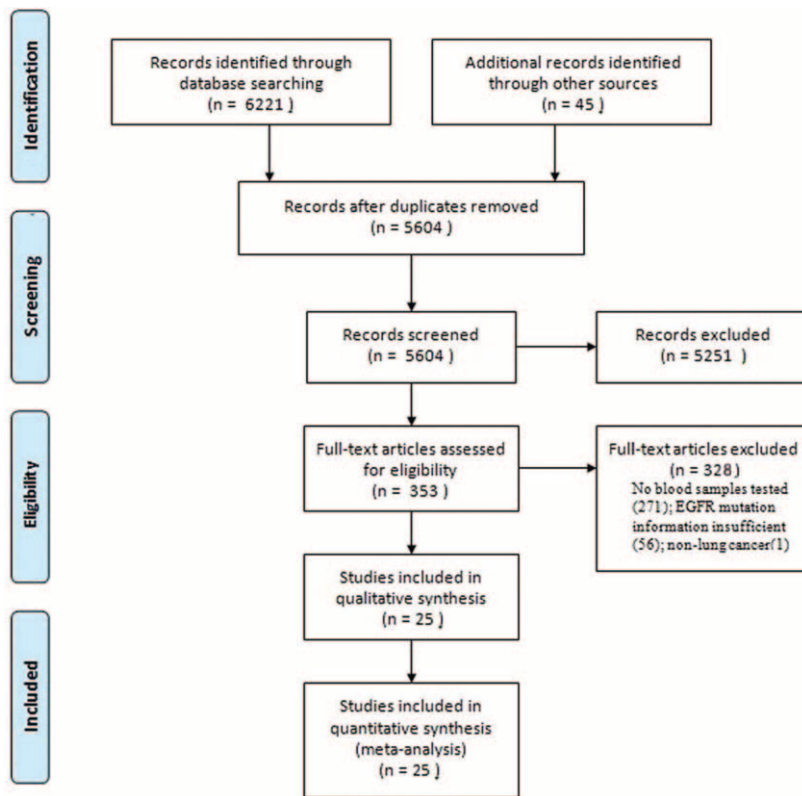 Identification
Records identified through
database searching
(n = 6221)
Additional records identified
through other sources
(n = 45)
Records after duplicates removed
(n = 5604)
Screening
Records screened
(n = 5604)
Records excluded
(n = 5251)
Eligibility
Full-text articles assessed
for eligibility
(n = 353)
Full-text articles excluded
(n = 328)
No blood samples tested
(271); EGFR mutation
information insufficient
(56); non-lung cancer(1)
Studies included in
qualitative synthesis
(n = 25)
Included
Studies included in
quantitative synthesis
(meta-analysis)
(n = 25)